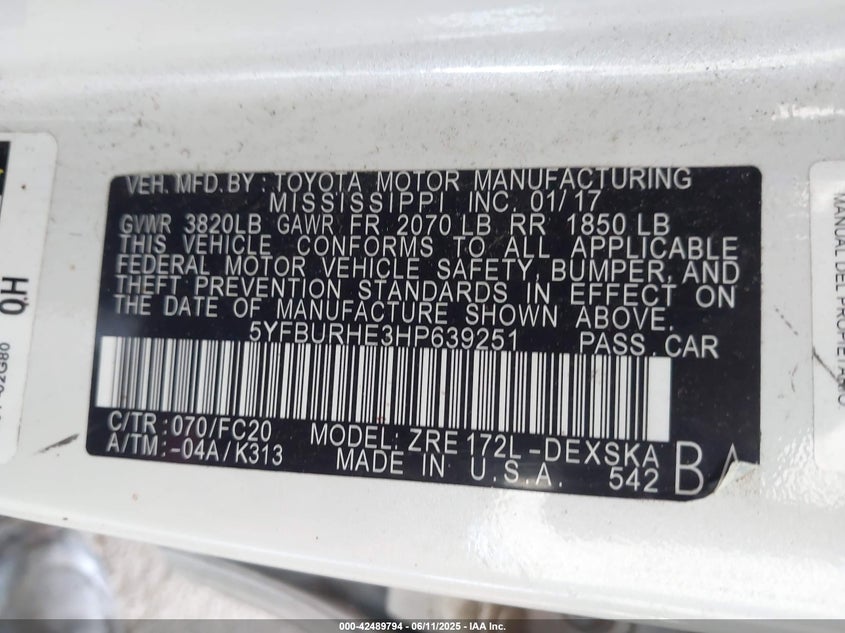 VEH. MFD. BY : TOYOTA MOTOR MANUFACTURING
MISSISSIPPI INC. 01/17
GVWR 3820LB GAWR FR 2070 LB RR 1850 LB
THIS VEHICLE CONFORMS TO ALL APPLICABLE
FEDERAL MOTOR VEHICLE SAFETY, BUMPER, AND
THEFT PREVENTION STANDARDS IN EFFECT ON
THE DATE OF MANUFACTURE SHOWN ABOVE.
5YFBURHE3HP639251 PASS. CAR
C/TR: 070/FC20 MODEL: ZRE172L-DEXSKA
A/TM: -04A/K313 MADE IN U.S.A. 542
MANUAL DEL
000-42489794 - 06/11/2025 - IAA Inc.